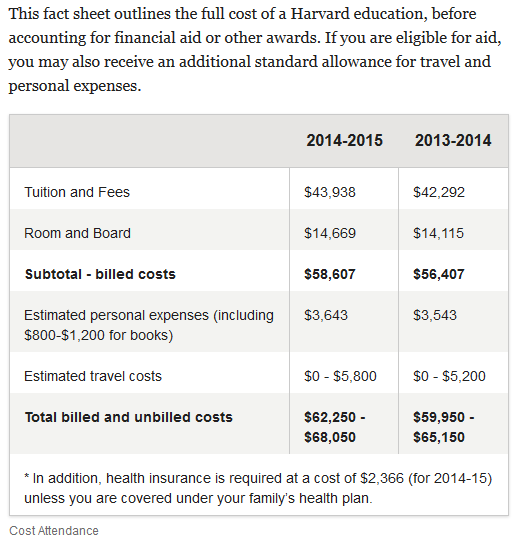 This fact sheet outlines the full cost of a Harvard education, before
accounting for financial aid or other awards. If you are eligible for aid,
you may also receive an additional standard allowance for travel and
personal expenses.
2014-2015 2013-2014
Tuition and Fees $43,938 $42,292
Room and Board $14,669 $14,115
Subtotal - billed costs $58,607 $56,407
Estimated personal expenses (including $3,643 $3,543
$800-$1,200 for books)
Estimated travel costs $0 - $5,800 $0 - $5,200
Total billed and unbilled costs $62,250 - $59,950 -
$68,050 $65,150
* In addition, health insurance is required at a cost of $2,366 (for 2014-15)
unless you are covered under your family's health plan.
Cost Attendance